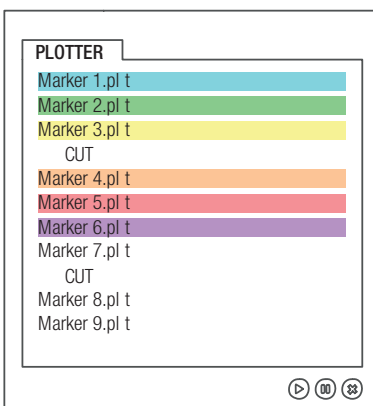 PLOTTER
Marker 1.pl t
Marker 2.pl t
Marker 3.pl t
CUT
Marker 4.pl t
Marker 5.pl t
Marker 6.pl t
Marker 7.pl t
CUT
Marker 8.pl t
Marker 9.pl t